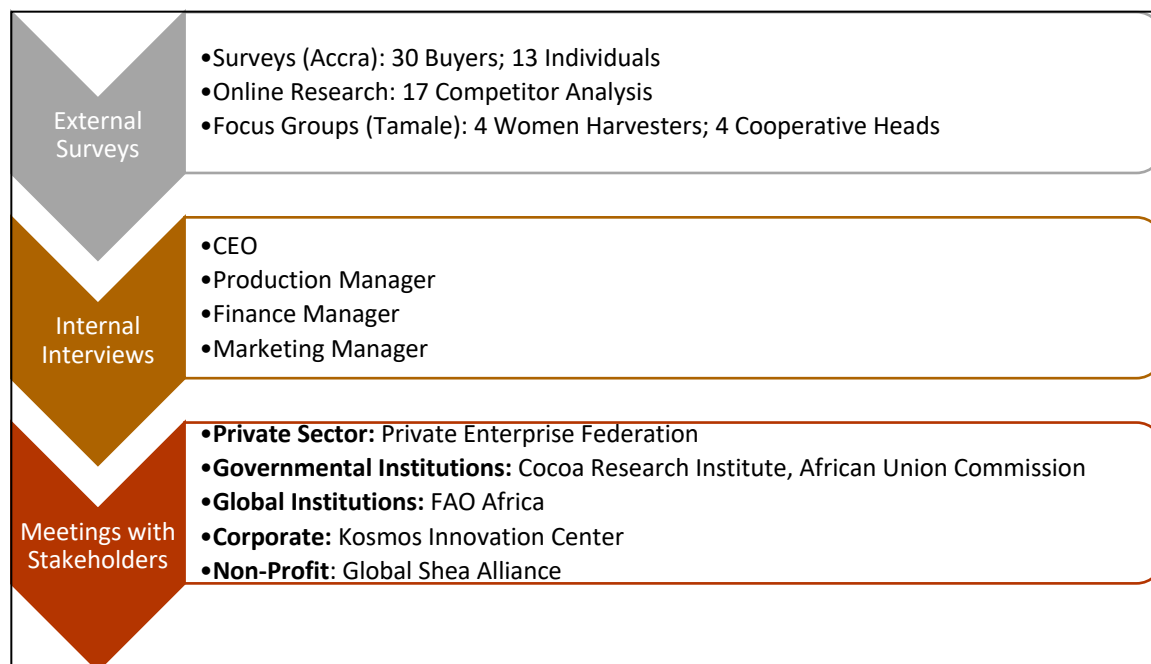 External
Surveys
•Surveys (Accra): 30 Buyers; 13 Individuals
•Online Research: 17 Competitor Analysis
•Focus Groups (Tamale): 4 Women Harvesters; 4 Cooperative Heads
Internal
Interviews
•CEO
•Production Manager
•Finance Manager
•Marketing Manager
Meetings with
Stakeholders
•Private Sector: Private Enterprise Federation
•Governmental Institutions: Cocoa Research Institute, African Union Commission
•Global Institutions: FAO Africa
•Corporate: Kosmos Innovation Center
•Non-Profit: Global Shea Alliance